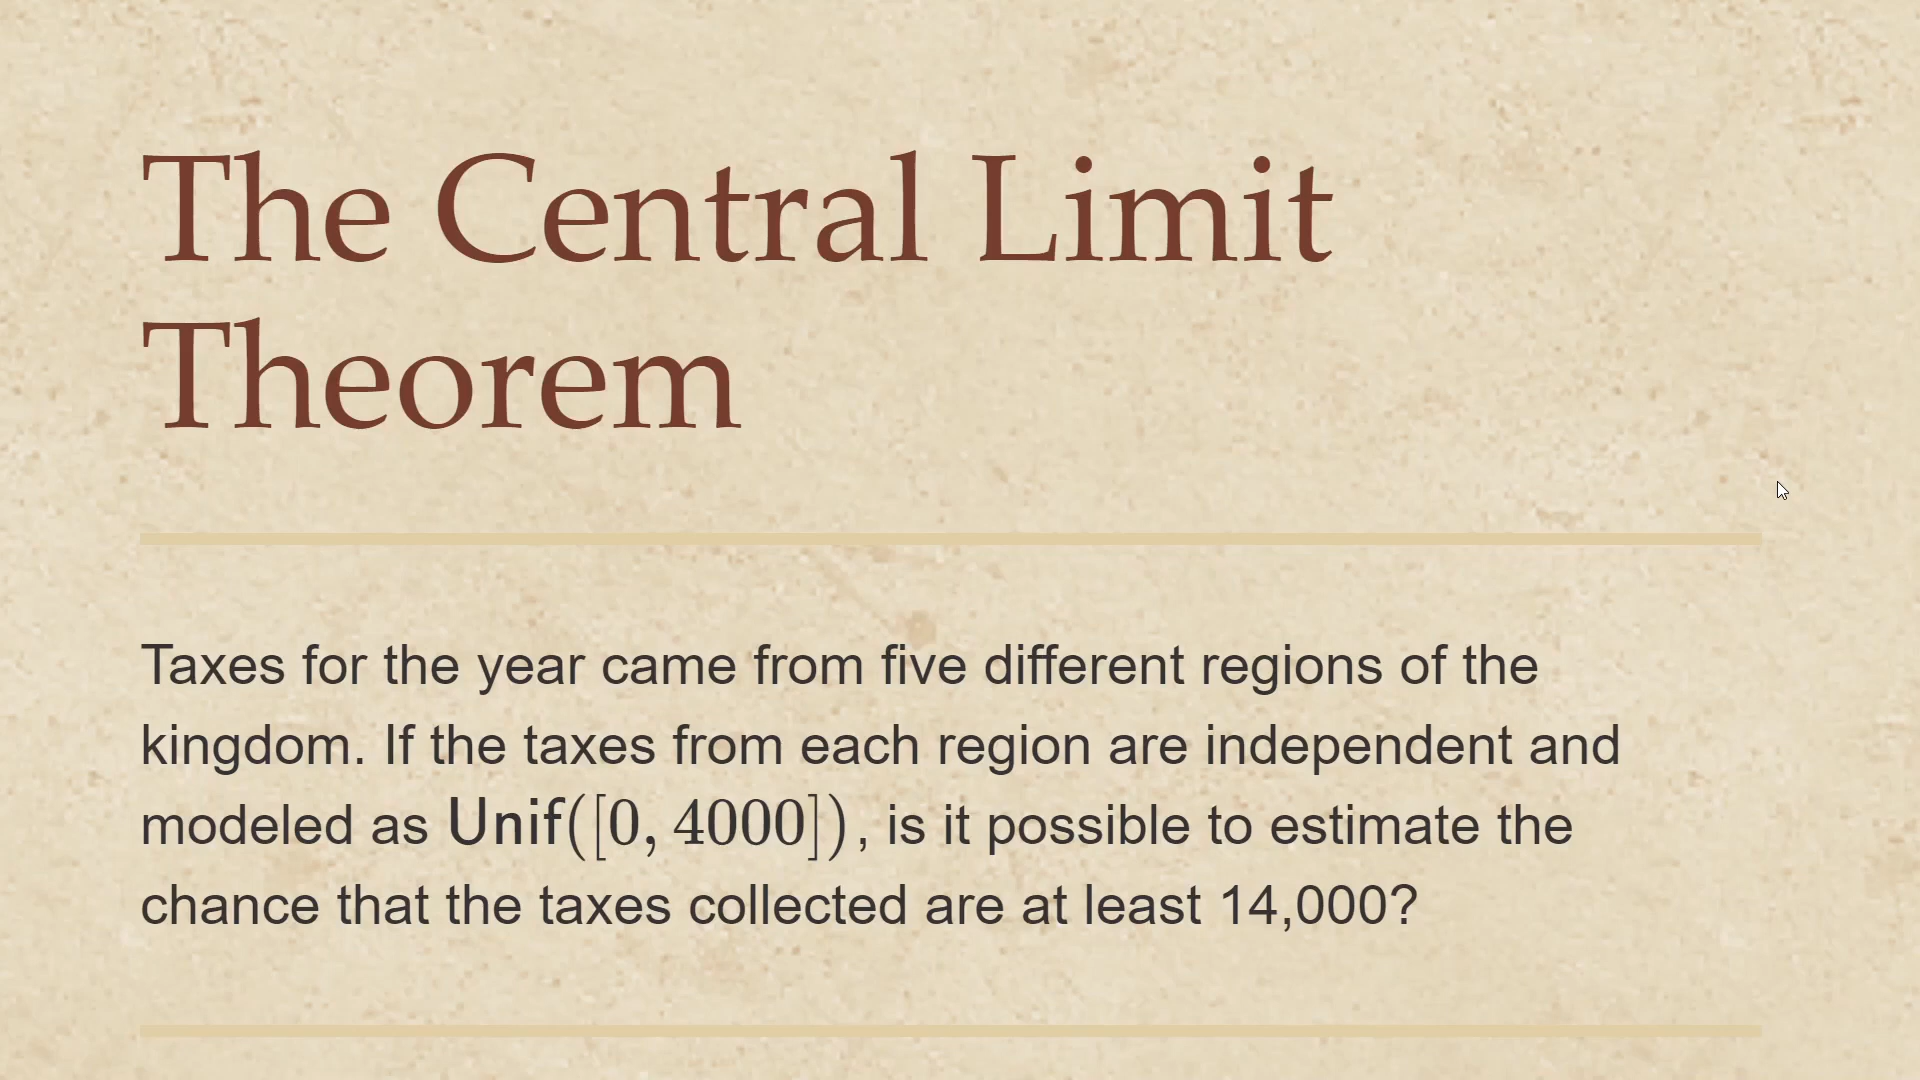 The Central Limit
Theorem
Taxes for the year came from five different regions of the
kingdom. If the taxes from each region are independent and
modeled as Unif([0, 4000]), is it possible to estimate the
chance that the taxes collected are at least 14,000?